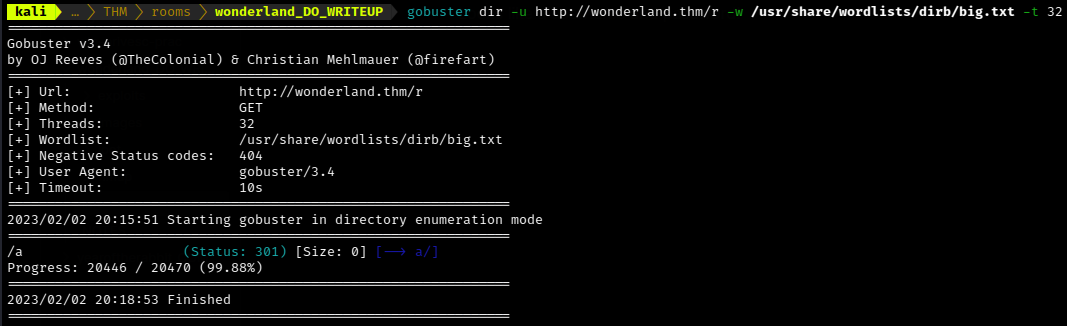 kali … THM rooms wonderland_DO_WRITEUP gobuster dir -u http://wonderland.thm/r -w /usr/share/wordlists/dirb/big.txt -t 32
===============================================================
Gobuster v3.4
by OJ Reeves (@TheColonial) & Christian Mehlmauer (@firefart)
===============================================================
[+] Url:                     http://wonderland.thm/r
[+] Method:                  GET
[+] Threads:                 32
[+] Wordlist:                /usr/share/wordlists/dirb/big.txt
[+] Negative Status codes:   404
[+] User Agent:              gobuster/3.4
[+] Timeout:                 10s
===============================================================
2023/02/02 20:15:51 Starting gobuster in directory enumeration mode
===============================================================
/a                    (Status: 301) [Size: 0] [--> a/]
Progress: 20446 / 20470 (99.88%)
===============================================================
2023/02/02 20:18:53 Finished
===============================================================